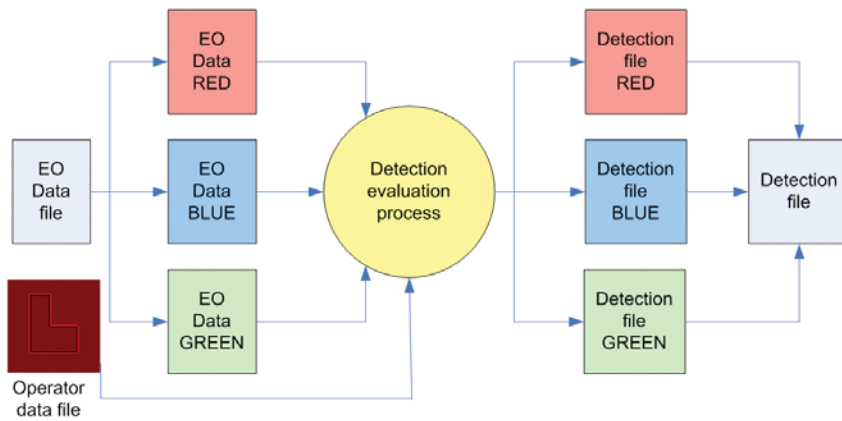 EO
Data
RED
Detection
file
RED
EO
Data
file
EO
Data
BLUE
Detection
evaluation
process
Detection
file
BLUE
Detection
file
EO
Data
GREEN
Detection
file
GREEN
Operator
data file